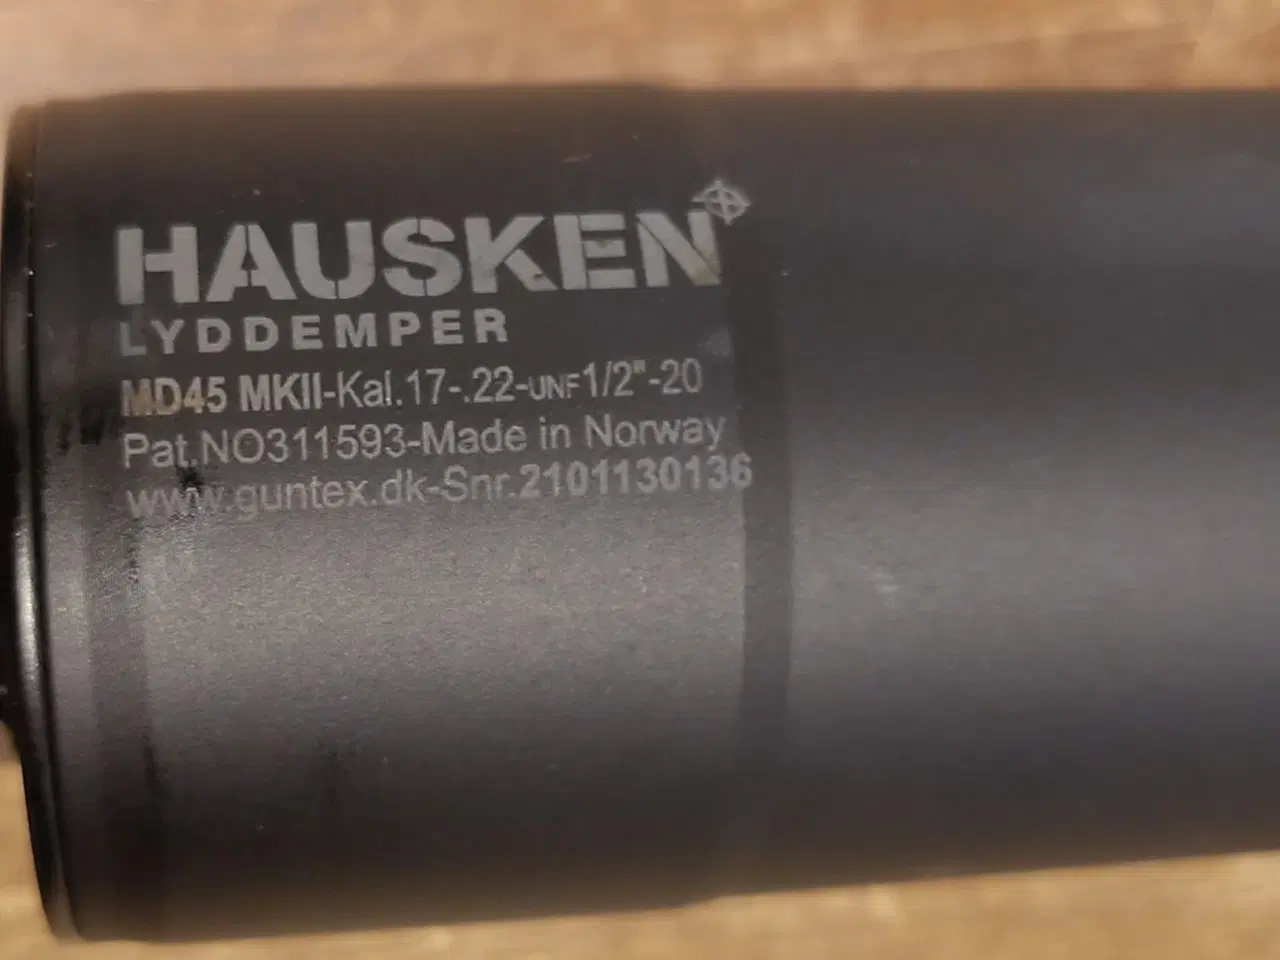 HAUSKEN
LYDDEMPER
MD45 MKII-Kal.17-.22-UNF1/2"-20
Pat.NO311593-Made in Norway
www.guntex.dk-Snr.2101130136